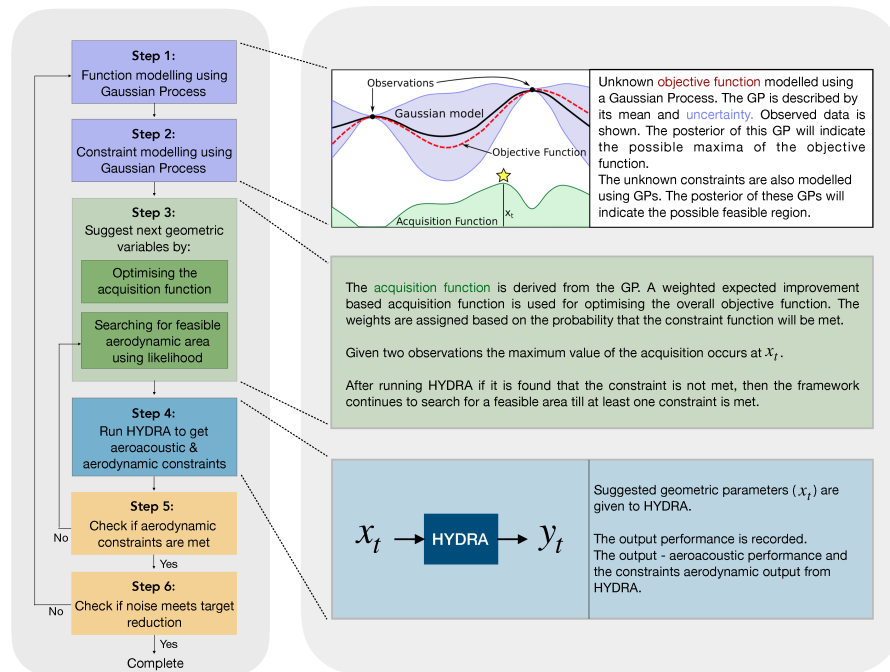 Step 1:
Function modelling using
Gaussian Process
Step 2:
Constraint modelling using
Gaussian Process
Step 3:
Suggest next geometric
variables by:
Optimising the
acquisition function
Searching for feasible
aerodynamic area
using likelihood
Step 4:
Run HYDRA to get
aeroacoustic &
aerodynamic constraints
Step 5:
Check if aerodynamic
constraints are met
No
Yes
Step 6:
Check if noise meets target
reduction
No
Yes
Complete
Observations
Gaussian model
Objective Function
Acquisition Function
xt
Unknown objective function modelled using
a Gaussian Process. The GP is described by
its mean and uncertainty. Observed data is
shown. The posterior of this GP will indicate
the possible maxima of the objective
function.
The unknown constraints are also modelled
using GPs. The posterior of these GPs will
indicate the possible feasible region.
The acquisition function is derived from the GP. A weighted expected improvement
based acquisition function is used for optimising the overall objective function. The
weights are assigned based on the probability that the constraint function will be met.
Given two observations the maximum value of the acquisition occurs at xt.
After running HYDRA if it is found that the constraint is not met, then the framework
continues to search for a feasible area till at least one constraint is met.
xt
HYDRA
yt
Suggested geometric parameters (xt) are
given to HYDRA.
The output performance is recorded.
The output - aeroacoustic performance and
the constraints aerodynamic output from
HYDRA.